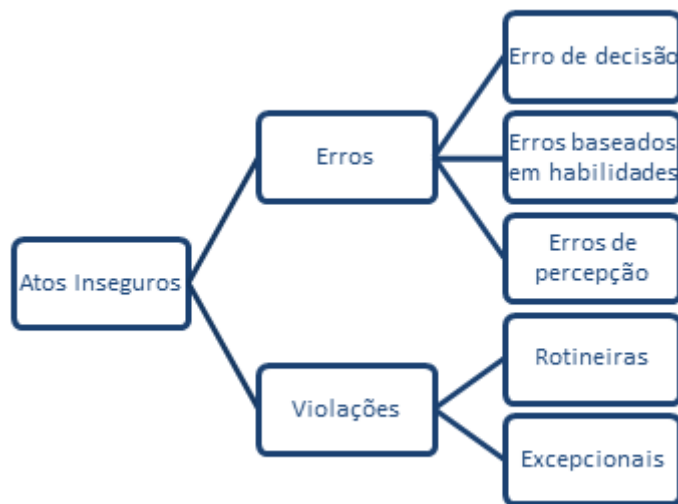 Atos Inseguros
Erros
Erro de decisão
Erros baseados
em habilidades
Erros de
percepção
Violações
Rotineiras
Excepcionais